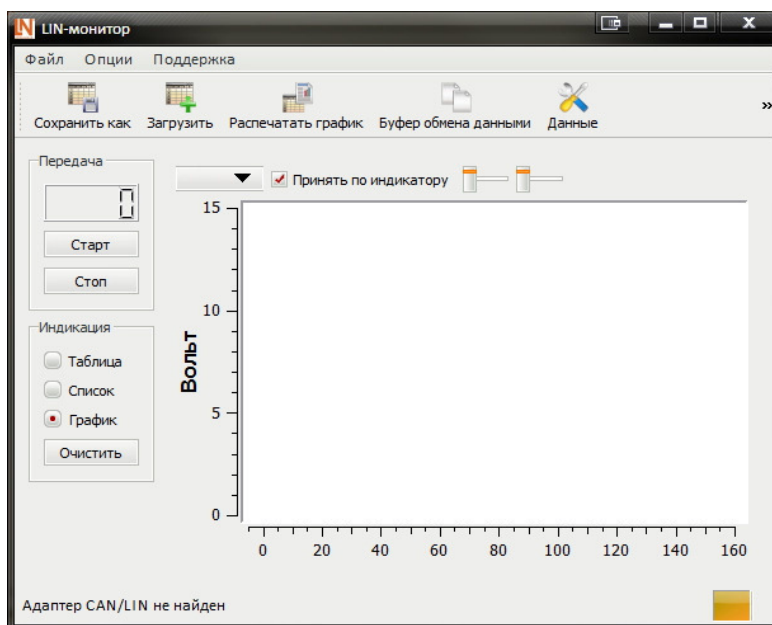 LIN-монитор
Файл Опции Поддержка
Сохранить как Загрузить Распечатать график Буфер обмена данными Данные »
Передача
0
Старт
Стоп
Принять по индикатору
Индикация
Таблица
Список
График
Очистить
Вольт
15
10
5
0
0 20 40 60 80 100 120 140 160
Адаптер CAN/LIN не найден